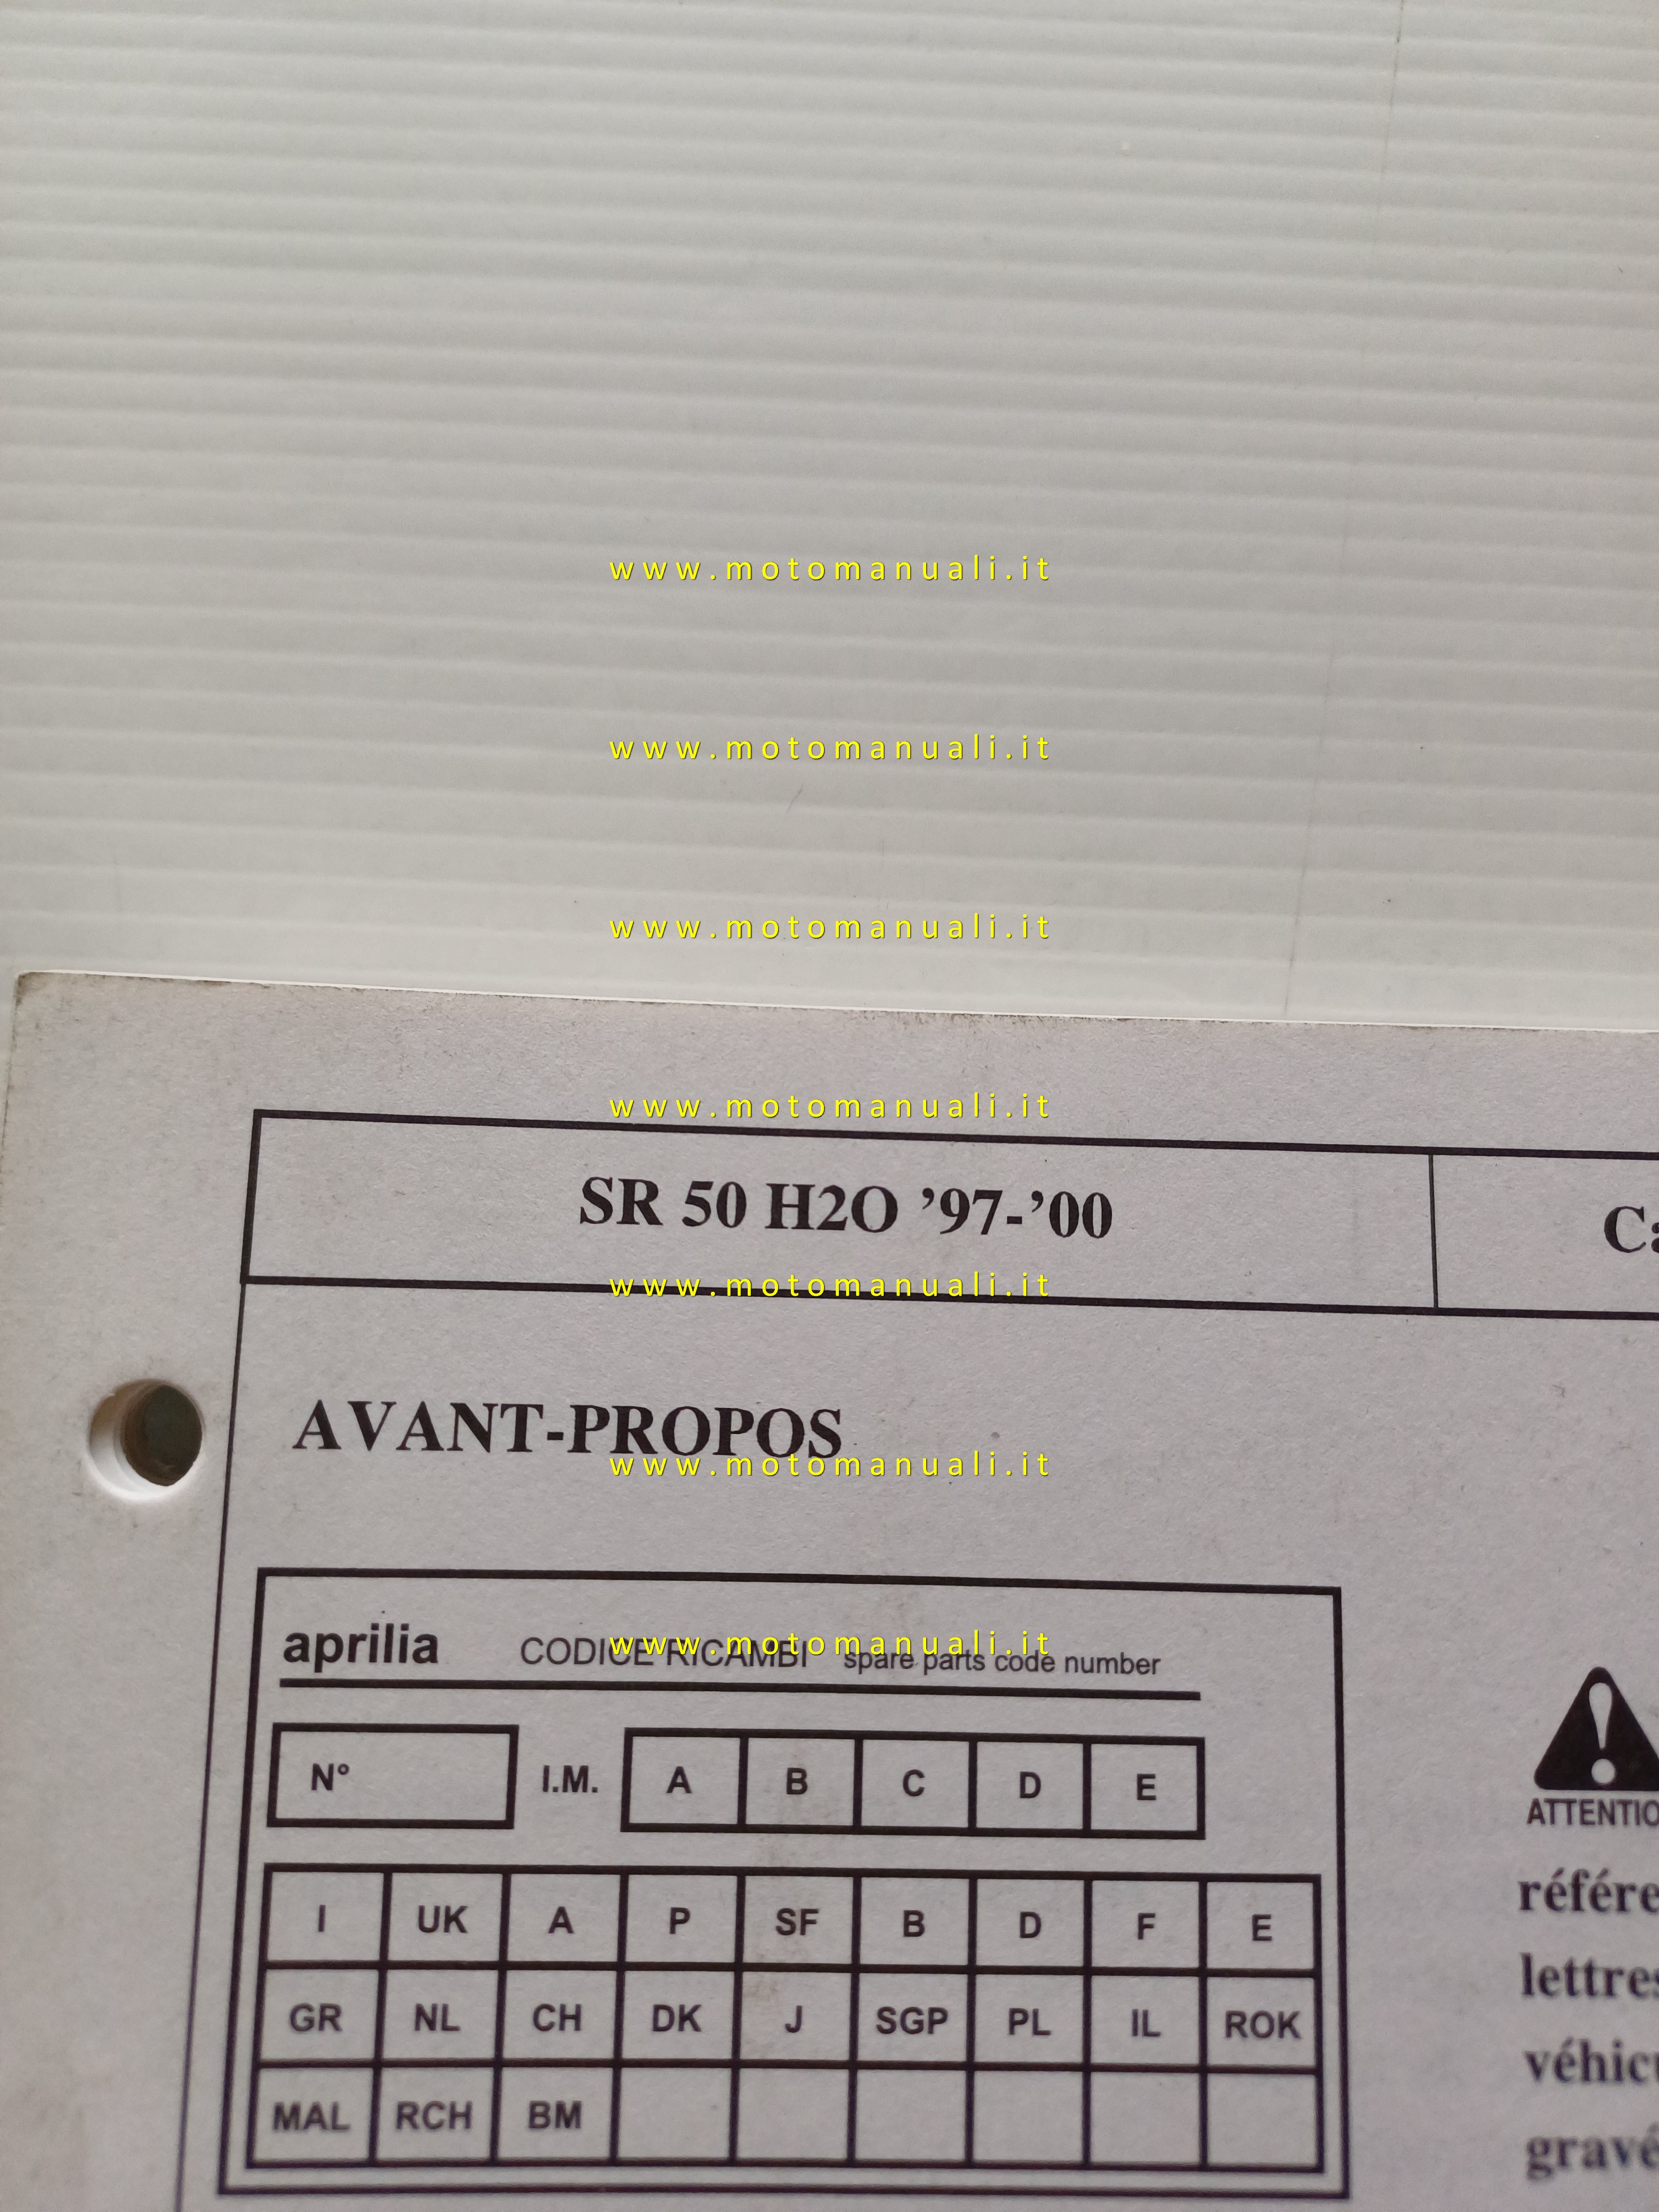 www.motomanuali.it
www.motomanuali.it
www.motomanuali.it
www.motomanuali.it
SR 50 H2O ’97-’00
www.motomanuali.it
AVANT-PROPOS
www.motomanuali.it
aprilia CODICE RICAMBI spare parts code number
www.motomanuali.it
N° I.M. A B C D E
I UK A P SF B D F E
GR NL CH DK J SGP PL IL ROK
MAL RCH BM